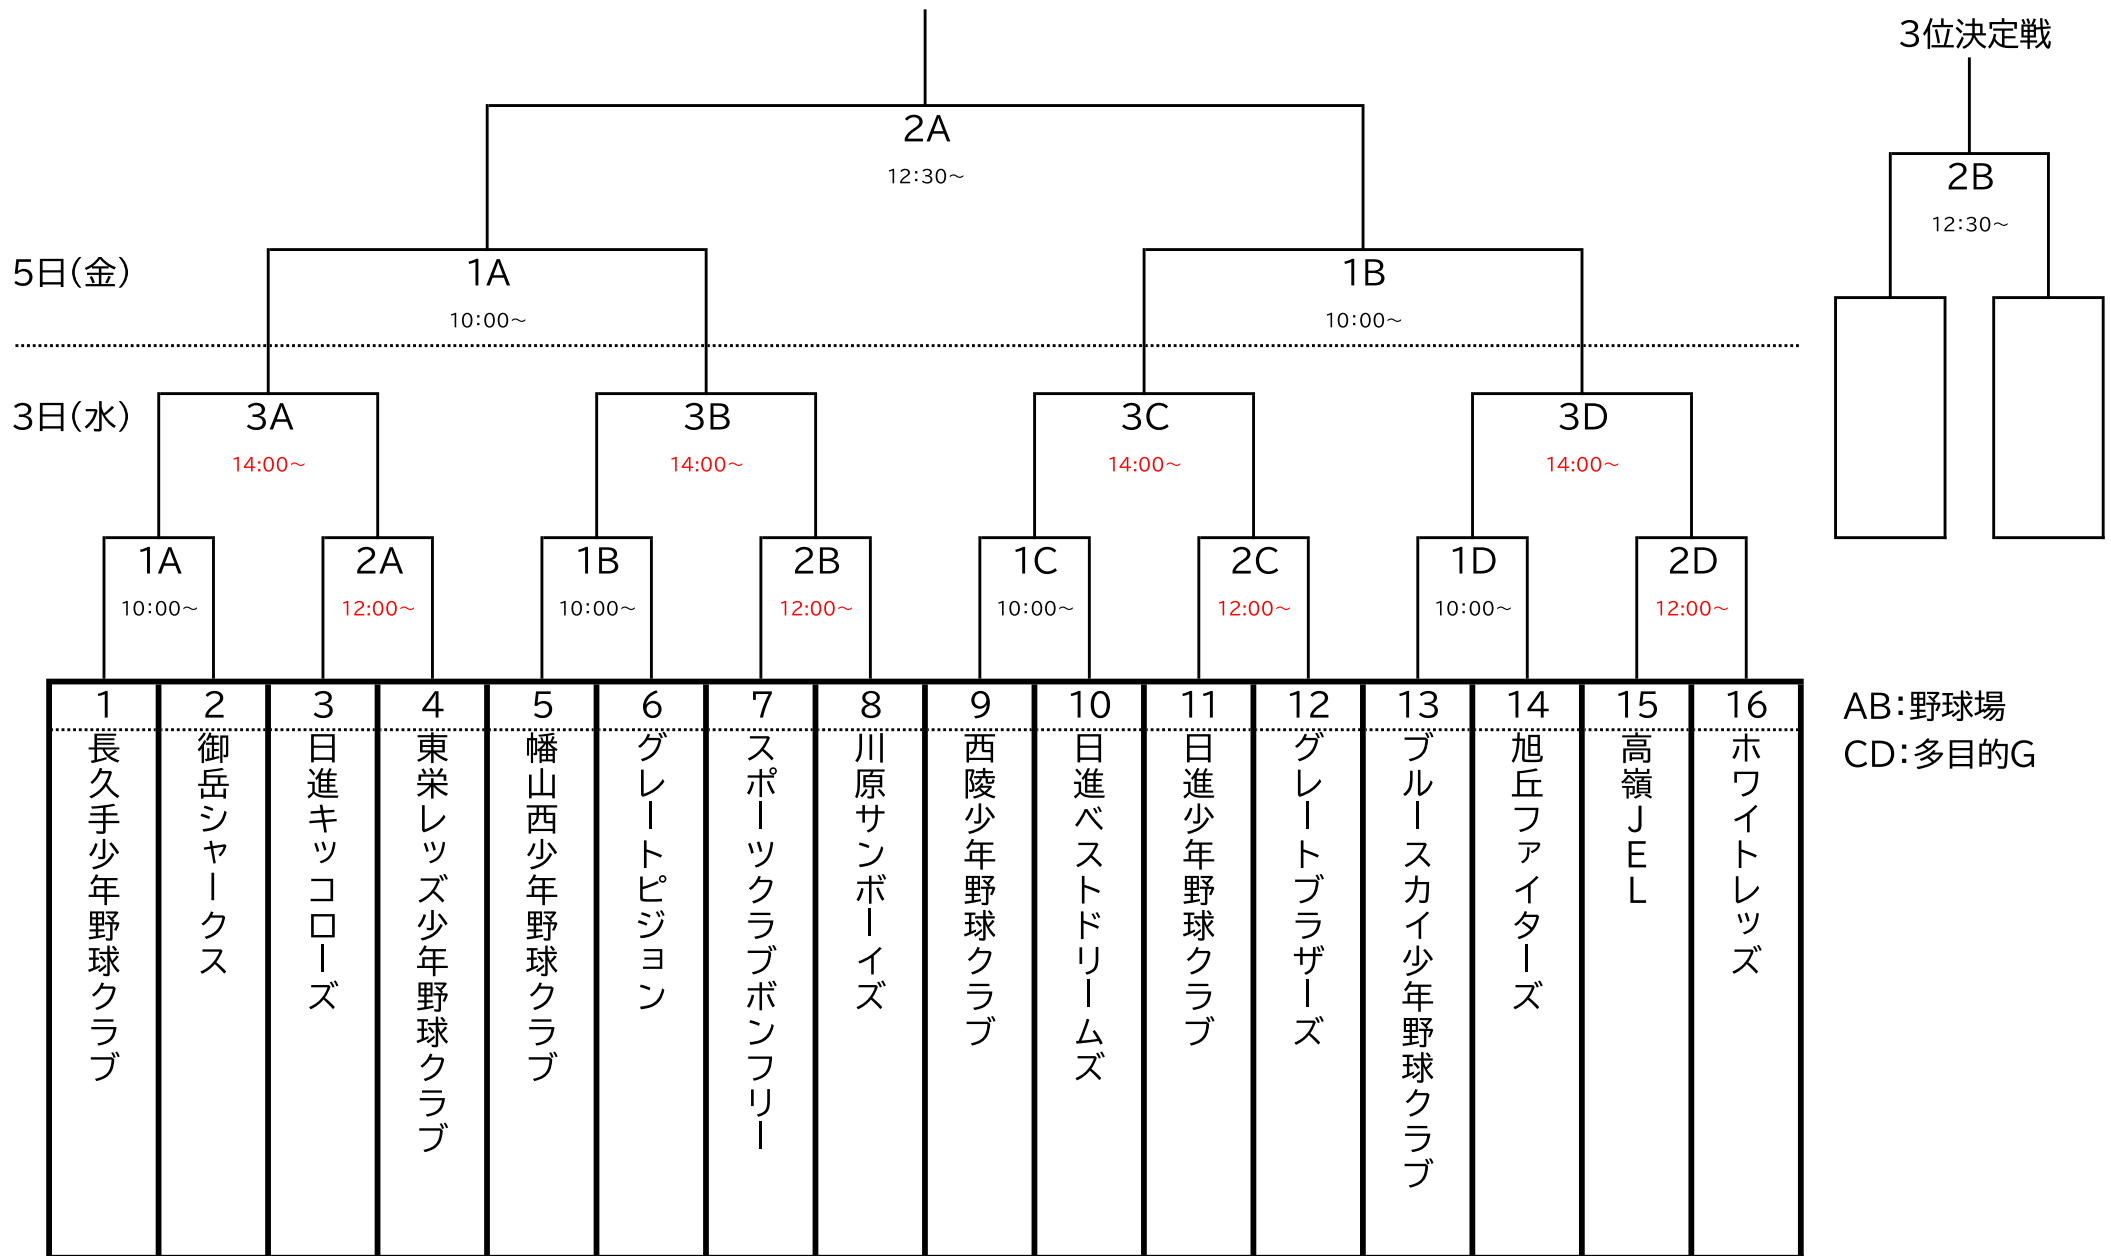 3位決定戦
2A
12:30～
2B
12:30～
5日(金)
1A
10:00～
1B
10:00～
3日(水)
3A
14:00～
3B
14:00～
3C
14:00～
3D
14:00～
1A
10:00～
2A
12:00～
1B
10:00～
2B
12:00～
1C
10:00～
2C
12:00～
1D
10:00～
2D
12:00～
1
長久手少年野球クラブ
2
御岳シャークス
3
日進キッコローズ
4
東栄レッズ少年野球クラブ
5
幡山西少年野球クラブ
6
グレートピジョン
7
スポーツクラブボンフリー
8
川原サンボーイズ
9
西陵少年野球クラブ
10
日進ベストドリームズ
11
日進少年野球クラブ
12
グレートブラザーズ
13
ブルースカイ少年野球クラブ
14
旭丘ファイターズ
15
高嶺JEL
16
ホワイトレッズ
AB:野球場
CD:多目的G